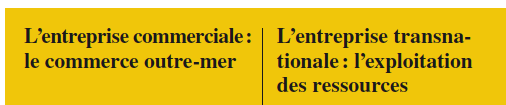 L'entreprise commerciale :
le commerce outre-mer
L'entreprise transna-
tionale : l'exploitation
des ressources